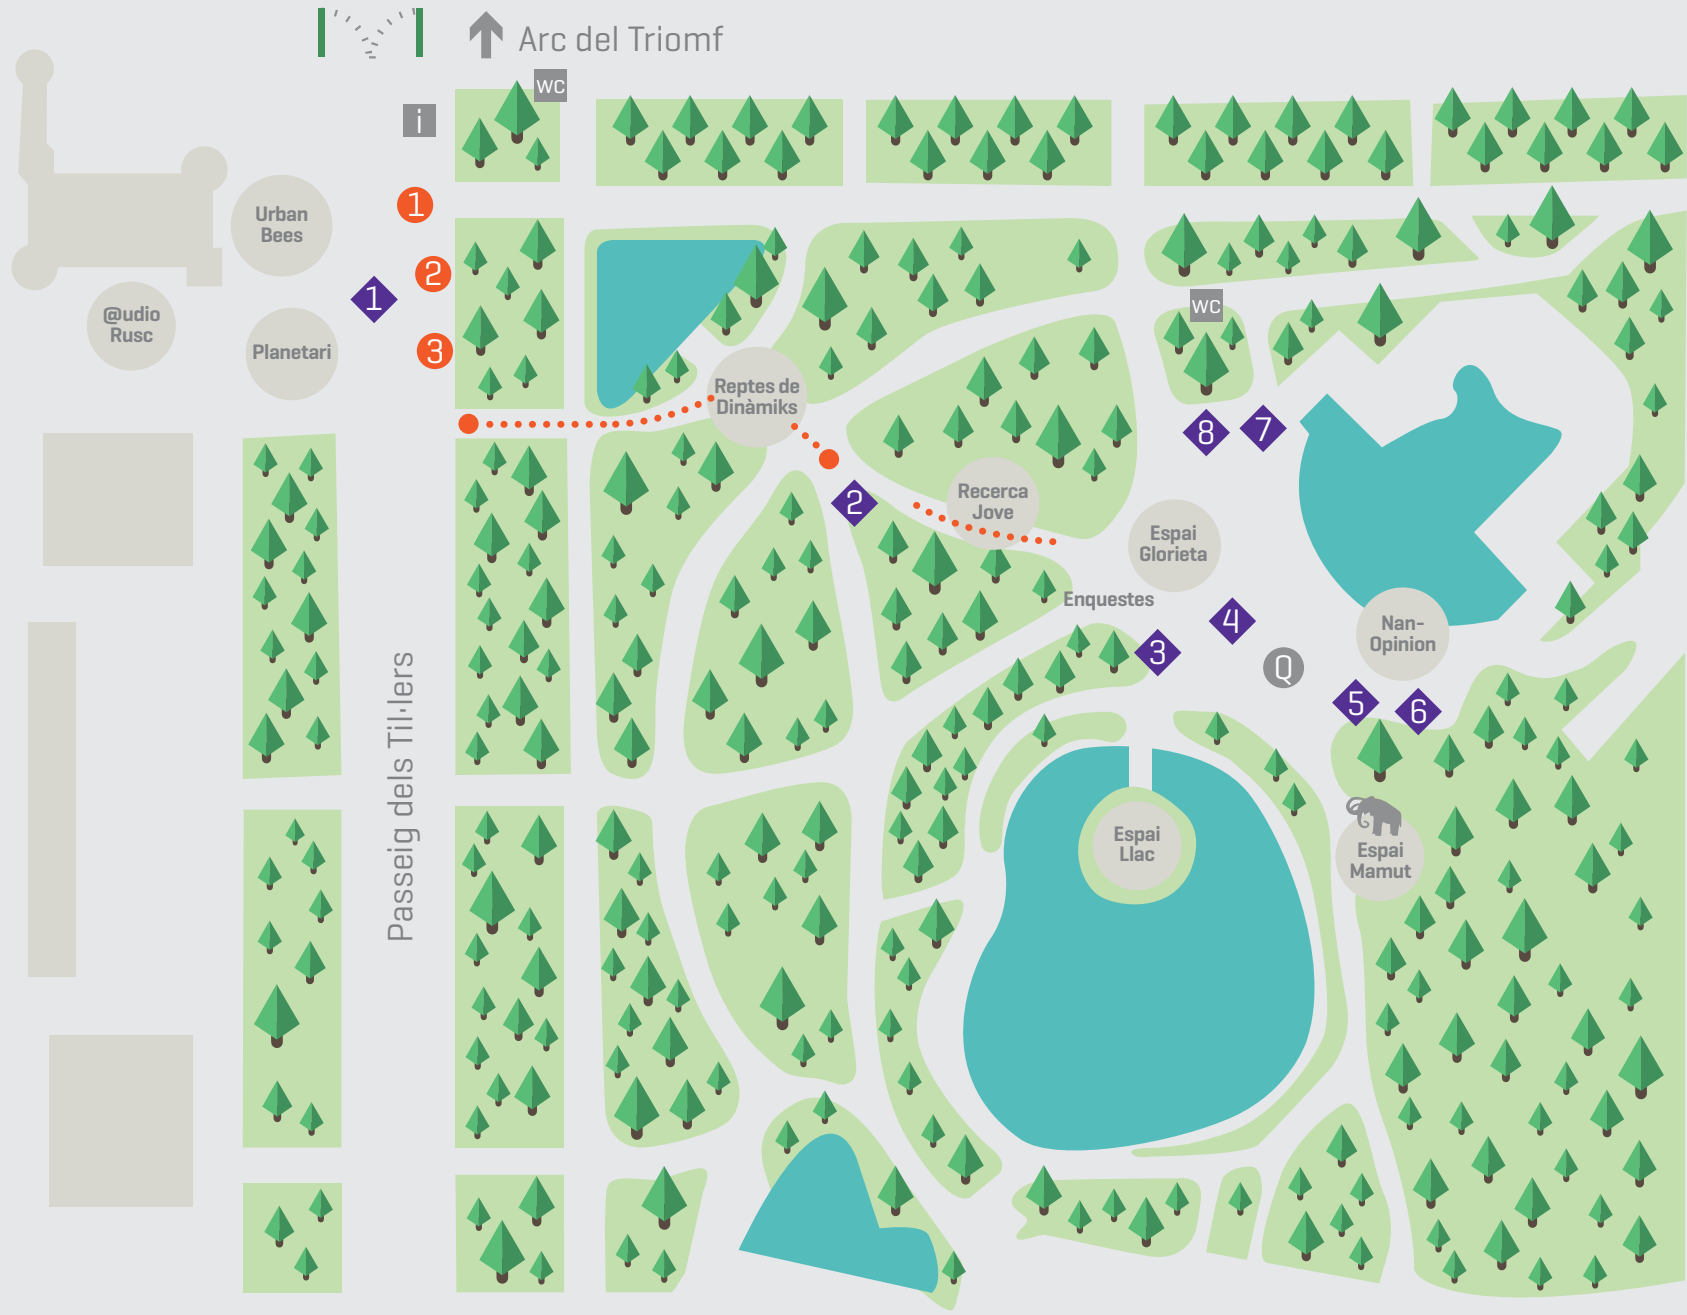 Arc del Triomf
WC
i
1
Urban
Bees
2
1
WC
@udio
Rusc
Planetari
3
Reptes de
Dinàmiks
8
7
2
Recerca
Jove
Espai
Glorieta
Enquestes
4
3
Nan-
Opinion
Q
5
6
Passeig dels Til·lers
Espai
Llac
Espai
Mamut